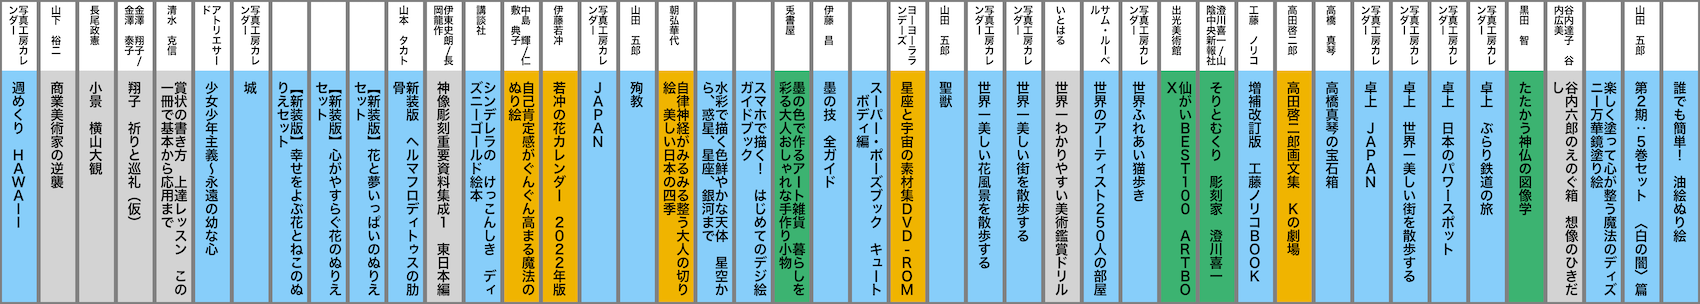 誰でも簡単！　油絵ぬり絵
山田　五郎
第２期：５巻セット　〈白の闇〉篇
楽しく塗って心が整う魔法のディズ
ニー万華鏡塗り絵
谷内達子　谷
内広美
谷内六郎のえのぐ箱　想像のひきだ
し
黒田　智
たたかう神仏の図像学
写真工房カレ
ンダー
卓上　ぶらり鉄道の旅
写真工房カレ
ンダー
卓上　日本のパワースポット
写真工房カレ
ンダー
卓上　世界一美しい街を散歩する
写真工房カレ
ンダー
卓上　ＪＡＰＡＮ
高橋　真琴
高橋真琴の宝石箱
高田啓二郎
高田啓二郎画文集　Ｋの劇場
工藤　ノリコ
増補改訂版　工藤ノリコＢＯＯＫ
澄川喜一/山
陰中央新報社
そりとむくり　彫刻家　澄川喜一
出光美術館
仙がいＢＥＳＴ１００　ＡＲＴＢＯ
Ｘ
写真工房カレ
ンダー
世界ふれあい猫歩き
サム・ルーベ
ル
世界のアーティスト２５０人の部屋
いとはる
世界一わかりやすい美術鑑賞ドリル
写真工房カレ
ンダー
世界一美しい街を散歩する
写真工房カレ
ンダー
世界一美しい花風景を散歩する
山田　五郎
聖獣
ヨーヨーララ
ンデーズ
星座と宇宙の素材集ＤＶＤ-ＲＯＭ
スーパー・ポーズブック　キュート
ボディ編
伊藤　昌
墨の技　全ガイド
兎書屋
墨の色で作るアート雑貨　暮らしを
彩る大人おしゃれな手作り小物
スマホで描く！　はじめてのデジ絵
ガイドブック
水彩で描く色鮮やかな天体　星空か
ら、惑星、星座、銀河まで
朝弘華代
自律神経がみるみる整う大人の切り
絵　美しい日本の四季
山田　五郎
殉教
写真工房カレ
ンダー
ＪＡＰＡＮ
伊藤若冲
若冲の花カレンダー　２０２２年版
中島　輝/仁
敷　典子
自己肯定感がぐんぐん高まる魔法の
ぬり絵
講談社
シンデレラの　けっこんしき　ディ
ズニーゴールド絵本
伊東史朗/長
岡龍作
神像彫刻重要資料集成１　東日本編
山本　タカト
新装版　ヘルマフロディトゥスの肋
骨
【新装版】花と夢いっぱいのぬりえ
セット
【新装版】心がやすらぐ花のぬりえ
セット
【新装版】幸せをよぶ花とねこのぬ
りえセット
写真工房カレ
ンダー
城
アトリエサー
ド
少女少年主義～永遠の幼な心
清水　克信
賞状の書き方　上達レッスン　この
一冊で基本から応用まで
金澤　翔子/
金澤　泰子
翔子　祈りと巡礼（仮）
長尾政憲
小景　横山大観
山下　裕二
商業美術家の逆襲
写真工房カレ
ンダー
週めくり　ＨＡＷＡＩＩ